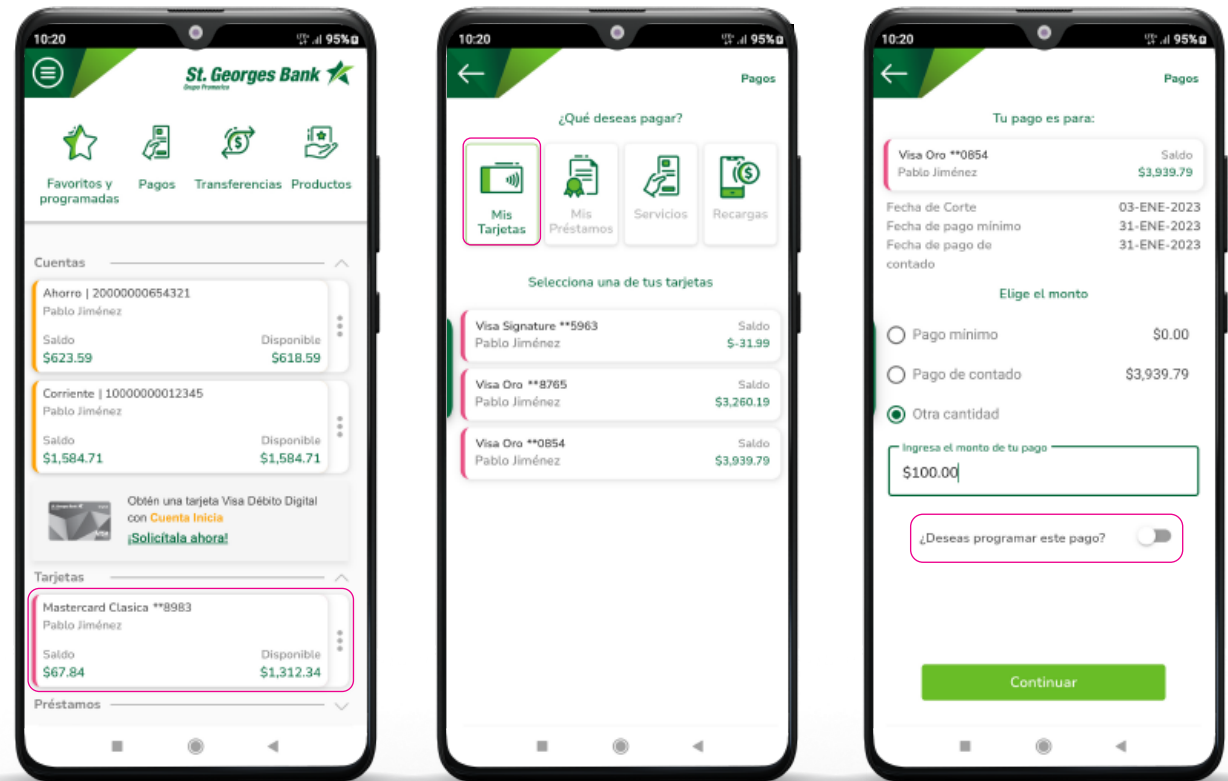 10:20
95%
St. Georges Bank
Grupo Promerica
Favoritos y
programadas
Pagos
Transferencias
Productos
Cuentas
Ahorro | 20000000654321
Pablo Jiménez
Saldo
Disponible
$623.59
$618.59
Corriente | 10000000012345
Pablo Jiménez
Saldo
Disponible
$1,584.71
$1,584.71
Obtén una tarjeta Visa Débito Digital
con Cuenta Inicia
¡Solicítala ahora!
Tarjetas
Mastercard Clasica **8983
Pablo Jiménez
Saldo
Disponible
$67.84
$1,312.34
Préstamos
10:20
95%
Pagos
¿Qué deseas pagar?
Mis
Tarjetas
Mis
Préstamos
Servicios
Recargas
Selecciona una de tus tarjetas
Visa Signature **5963
Saldo
Pablo Jiménez
$-31.99
Visa Oro **8765
Saldo
Pablo Jiménez
$3,260.19
Visa Oro **0854
Saldo
Pablo Jiménez
$3,939.79
10:20
95%
Pagos
Tu pago es para:
Visa Oro **0854
Saldo
Pablo Jiménez
$3,939.79
Fecha de Corte
03-ENE-2023
Fecha de pago mínimo
31-ENE-2023
Fecha de pago de
contado
31-ENE-2023
Elige el monto
Pago mínimo
$0.00
Pago de contado
$3,939.79
Otra cantidad
Ingresa el monto de tu pago
$100.00
¿Deseas programar este pago?
Continuar